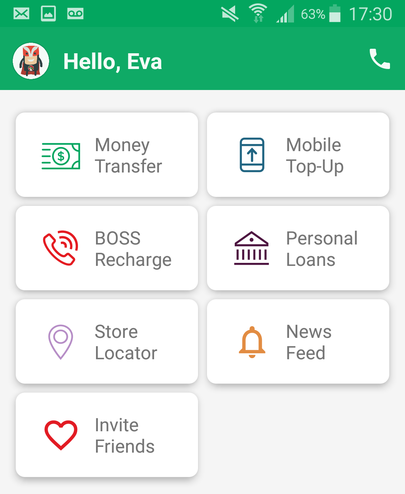 63% 17:30
Hello, Eva
Money
Transfer
Mobile
Top-Up
BOSS
Recharge
Personal
Loans
Store
Locator
News
Feed
Invite
Friends